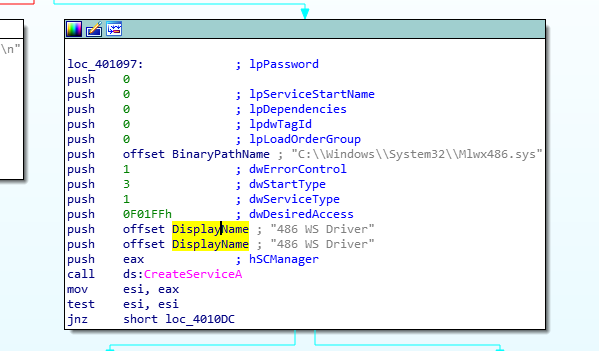 \n"
loc_401097: ; lpPassword
push 0
push 0 ; lpServiceStartName
push 0 ; lpDependencies
push 0 ; lpdwTagId
push 0 ; lpLoadOrderGroup
push offset BinaryPathName ; "C:\\Windows\\System32\\Mlwx486.sys"
push 1 ; dwErrorControl
push 3 ; dwStartType
push 1 ; dwServiceType
push 0F01FFh ; dwDesiredAccess
push offset DisplayName ; "486 WS Driver"
push offset DisplayName ; "486 WS Driver"
push eax ; hSCManager
call ds:CreateServiceA
mov esi, eax
test esi, esi
jnz short loc_4010DC